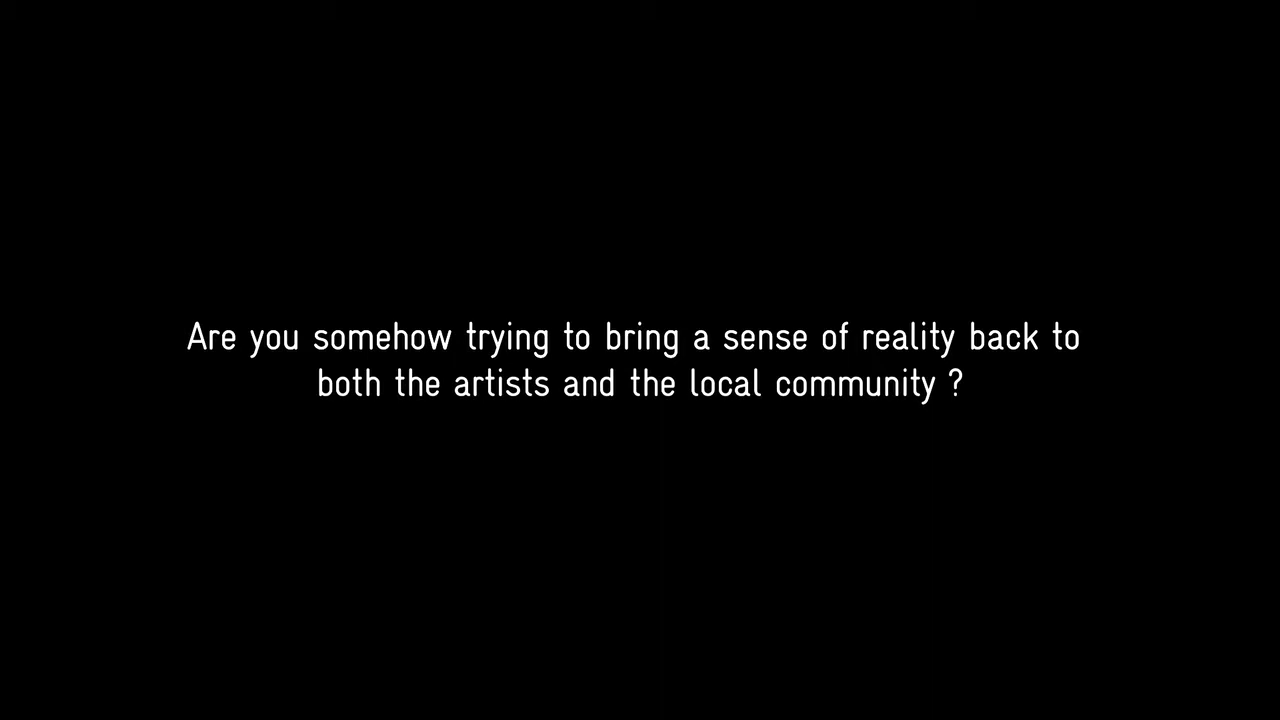 Are you somehow trying to bring a sense of reality back to
both the artists and the local community ?